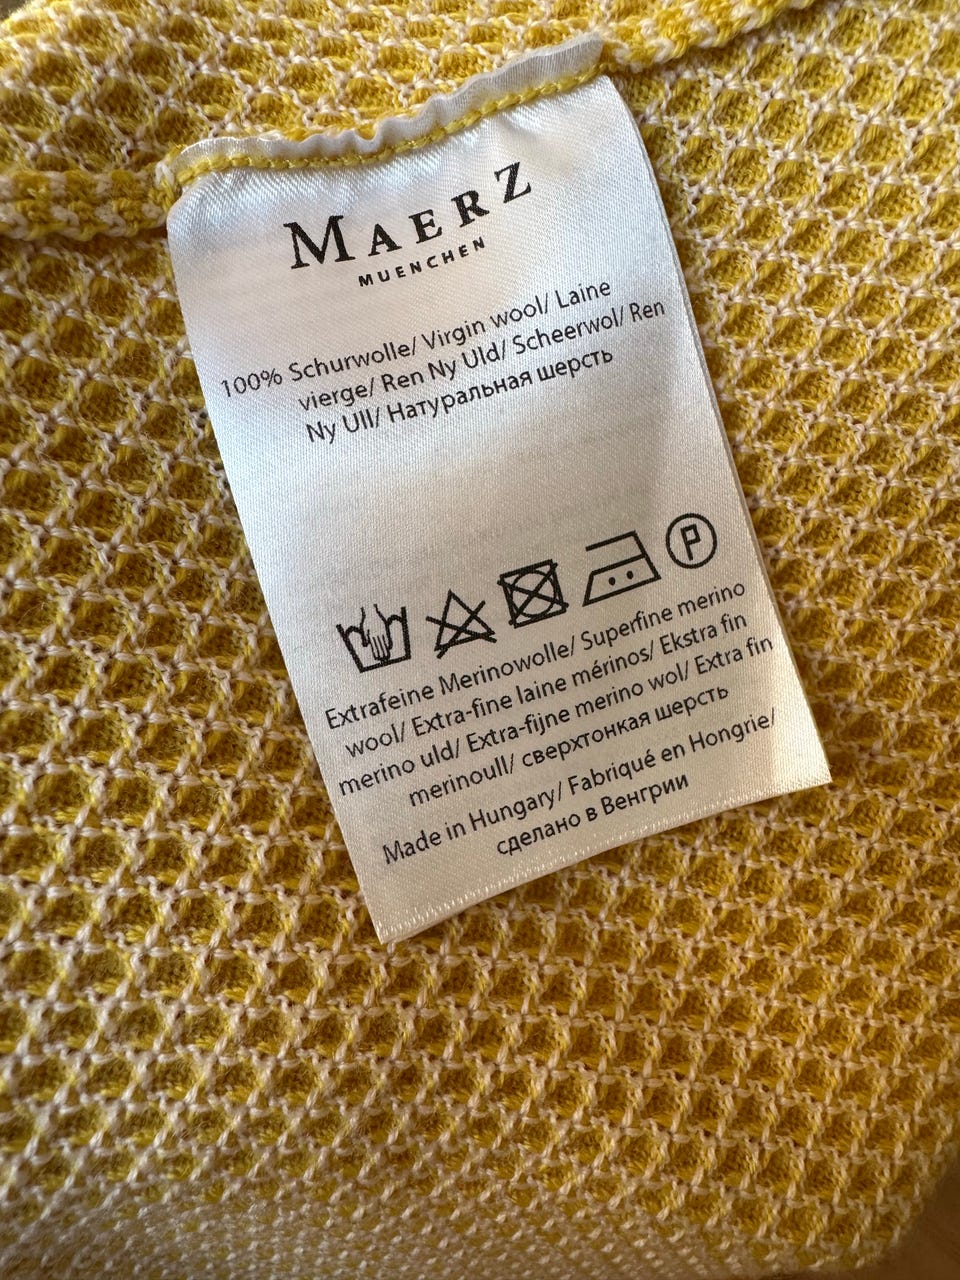 MAERZ
MUENCHEN
100% Schurwolle/ Virgin wool/ Laine
vierge/ Ren Ny Uld/ Scheerwol/ Ren
Ny Ull/ Натуральная шерсть
P
Extrafeine Merinowolle/ Superfine merino
wool/ Extra-fine laine mérinos/ Ekstra fin
merino uld/ Extra-fijne merino wol/ Extra fin
merinoull/ сверхтонкая шерсть
Made in Hungary/ Fabriqué en Hongrie/
сделано в Венгрии